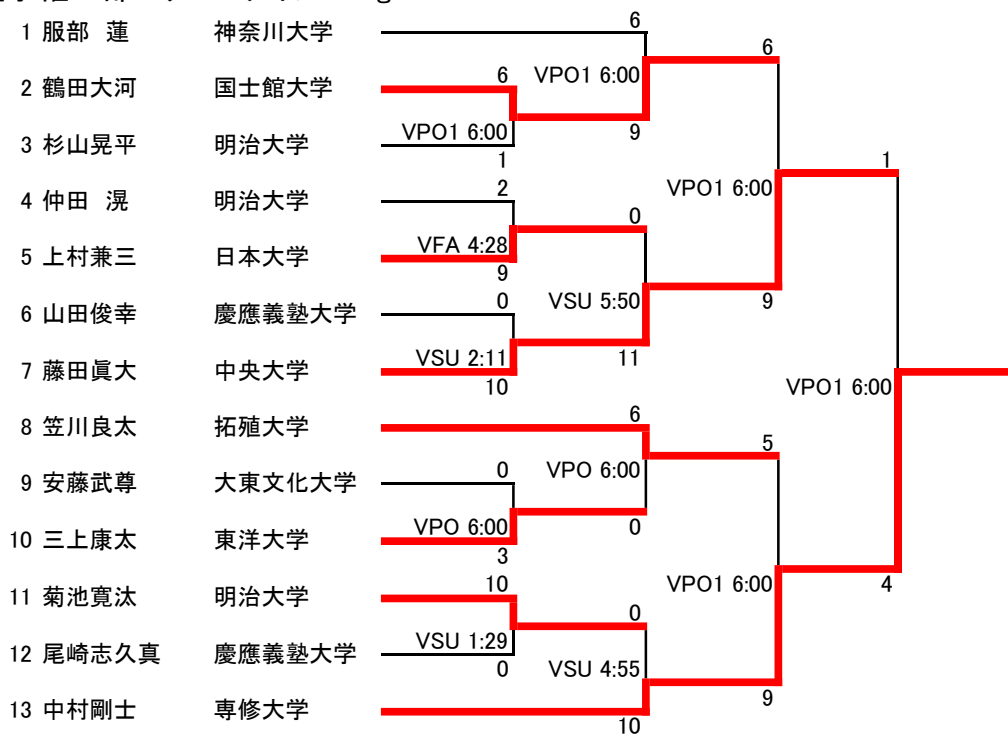 6
1 服部 蓮 神奈川大学
6
VPO1 6:00
6
2 鶴田大河 国士館大学
VPO1 6:00
9
3 杉山晃平 明治大学
1
1
2
VPO1 6:00
4 仲田 滉 明治大学
0
VFA 4:28
5 上村兼三 日本大学
9
0
VSU 5:50
9
6 山田俊幸 慶應義塾大学
VSU 2:11
11
7 藤田眞大 中央大学
10
VPO1 6:00
6
8 笠川良太 拓殖大学
5
0
VPO 6:00
9 安藤武尊 大東文化大学
VPO 6:00
0
10 三上康太 東洋大学
3
10
VPO1 6:00
4
11 菊池寛汰 明治大学
0
VSU 1:29
12 尾崎志久真 慶應義塾大学
0
VSU 4:55
9
13 中村剛士 専修大学
10